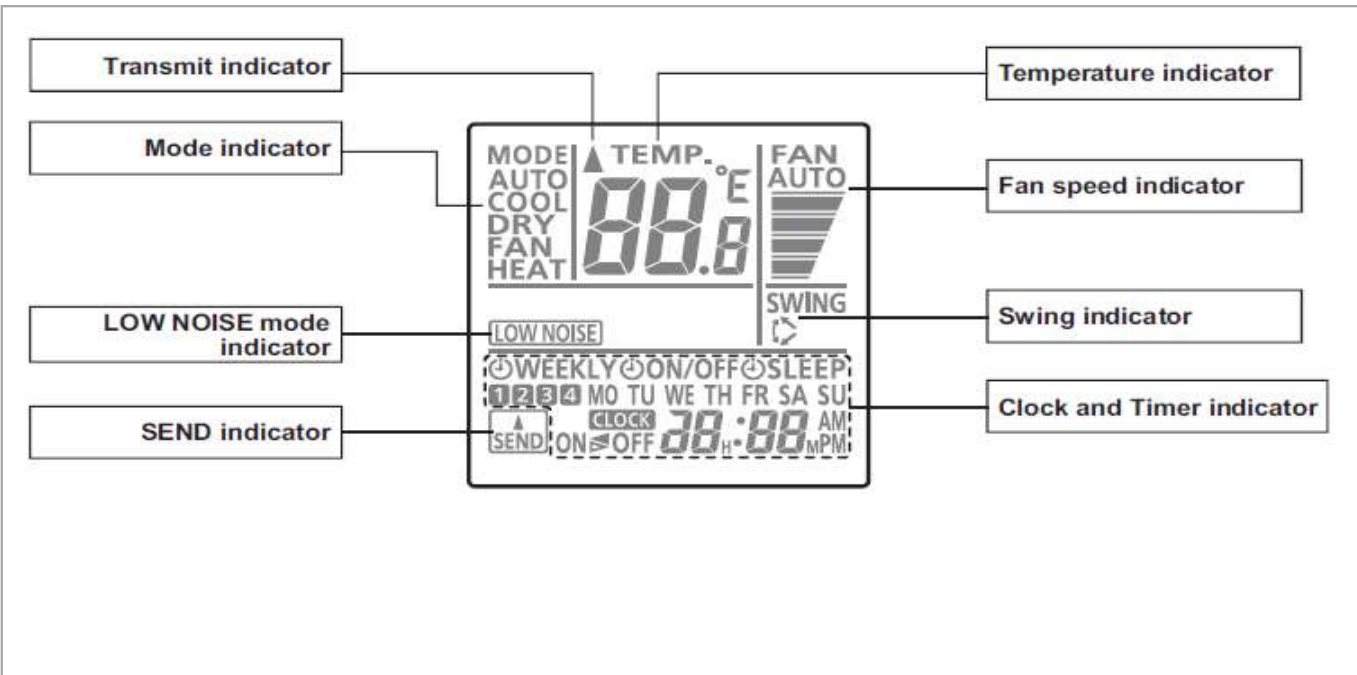 Transmit indicator
Temperature indicator
Mode indicator
Fan speed indicator
LOW NOISE mode
indicator
Swing indicator
SEND indicator
Clock and Timer indicator
MODE
AUTO
COOL
DRY
FAN
HEAT
TEMP.
88.8
FAN
AUTO
SWING
LOW NOISE
WEEKLY ON/OFF SLEEP
1 2 3 4 MO TU WE TH FR SA SU
SEND
CLOCK
ON OFF 88H:88M
AM
PM